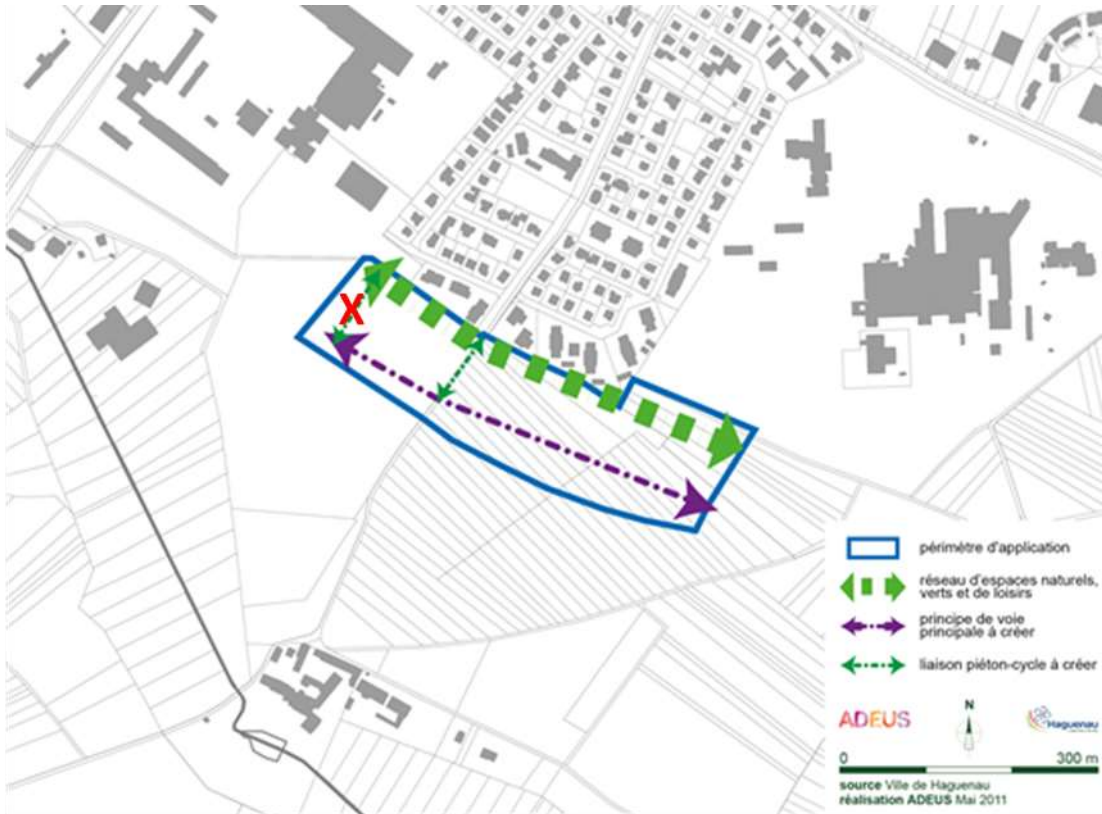 X
périmètre d'application
réseau d'espaces naturels,
verts et de loisirs
principe de voie
principale à créer
liaison piéton-cycle à créer
ADEUS
N
Haguenau
0 300 m
source Ville de Haguenau
réalisation ADEUS Mai 2011